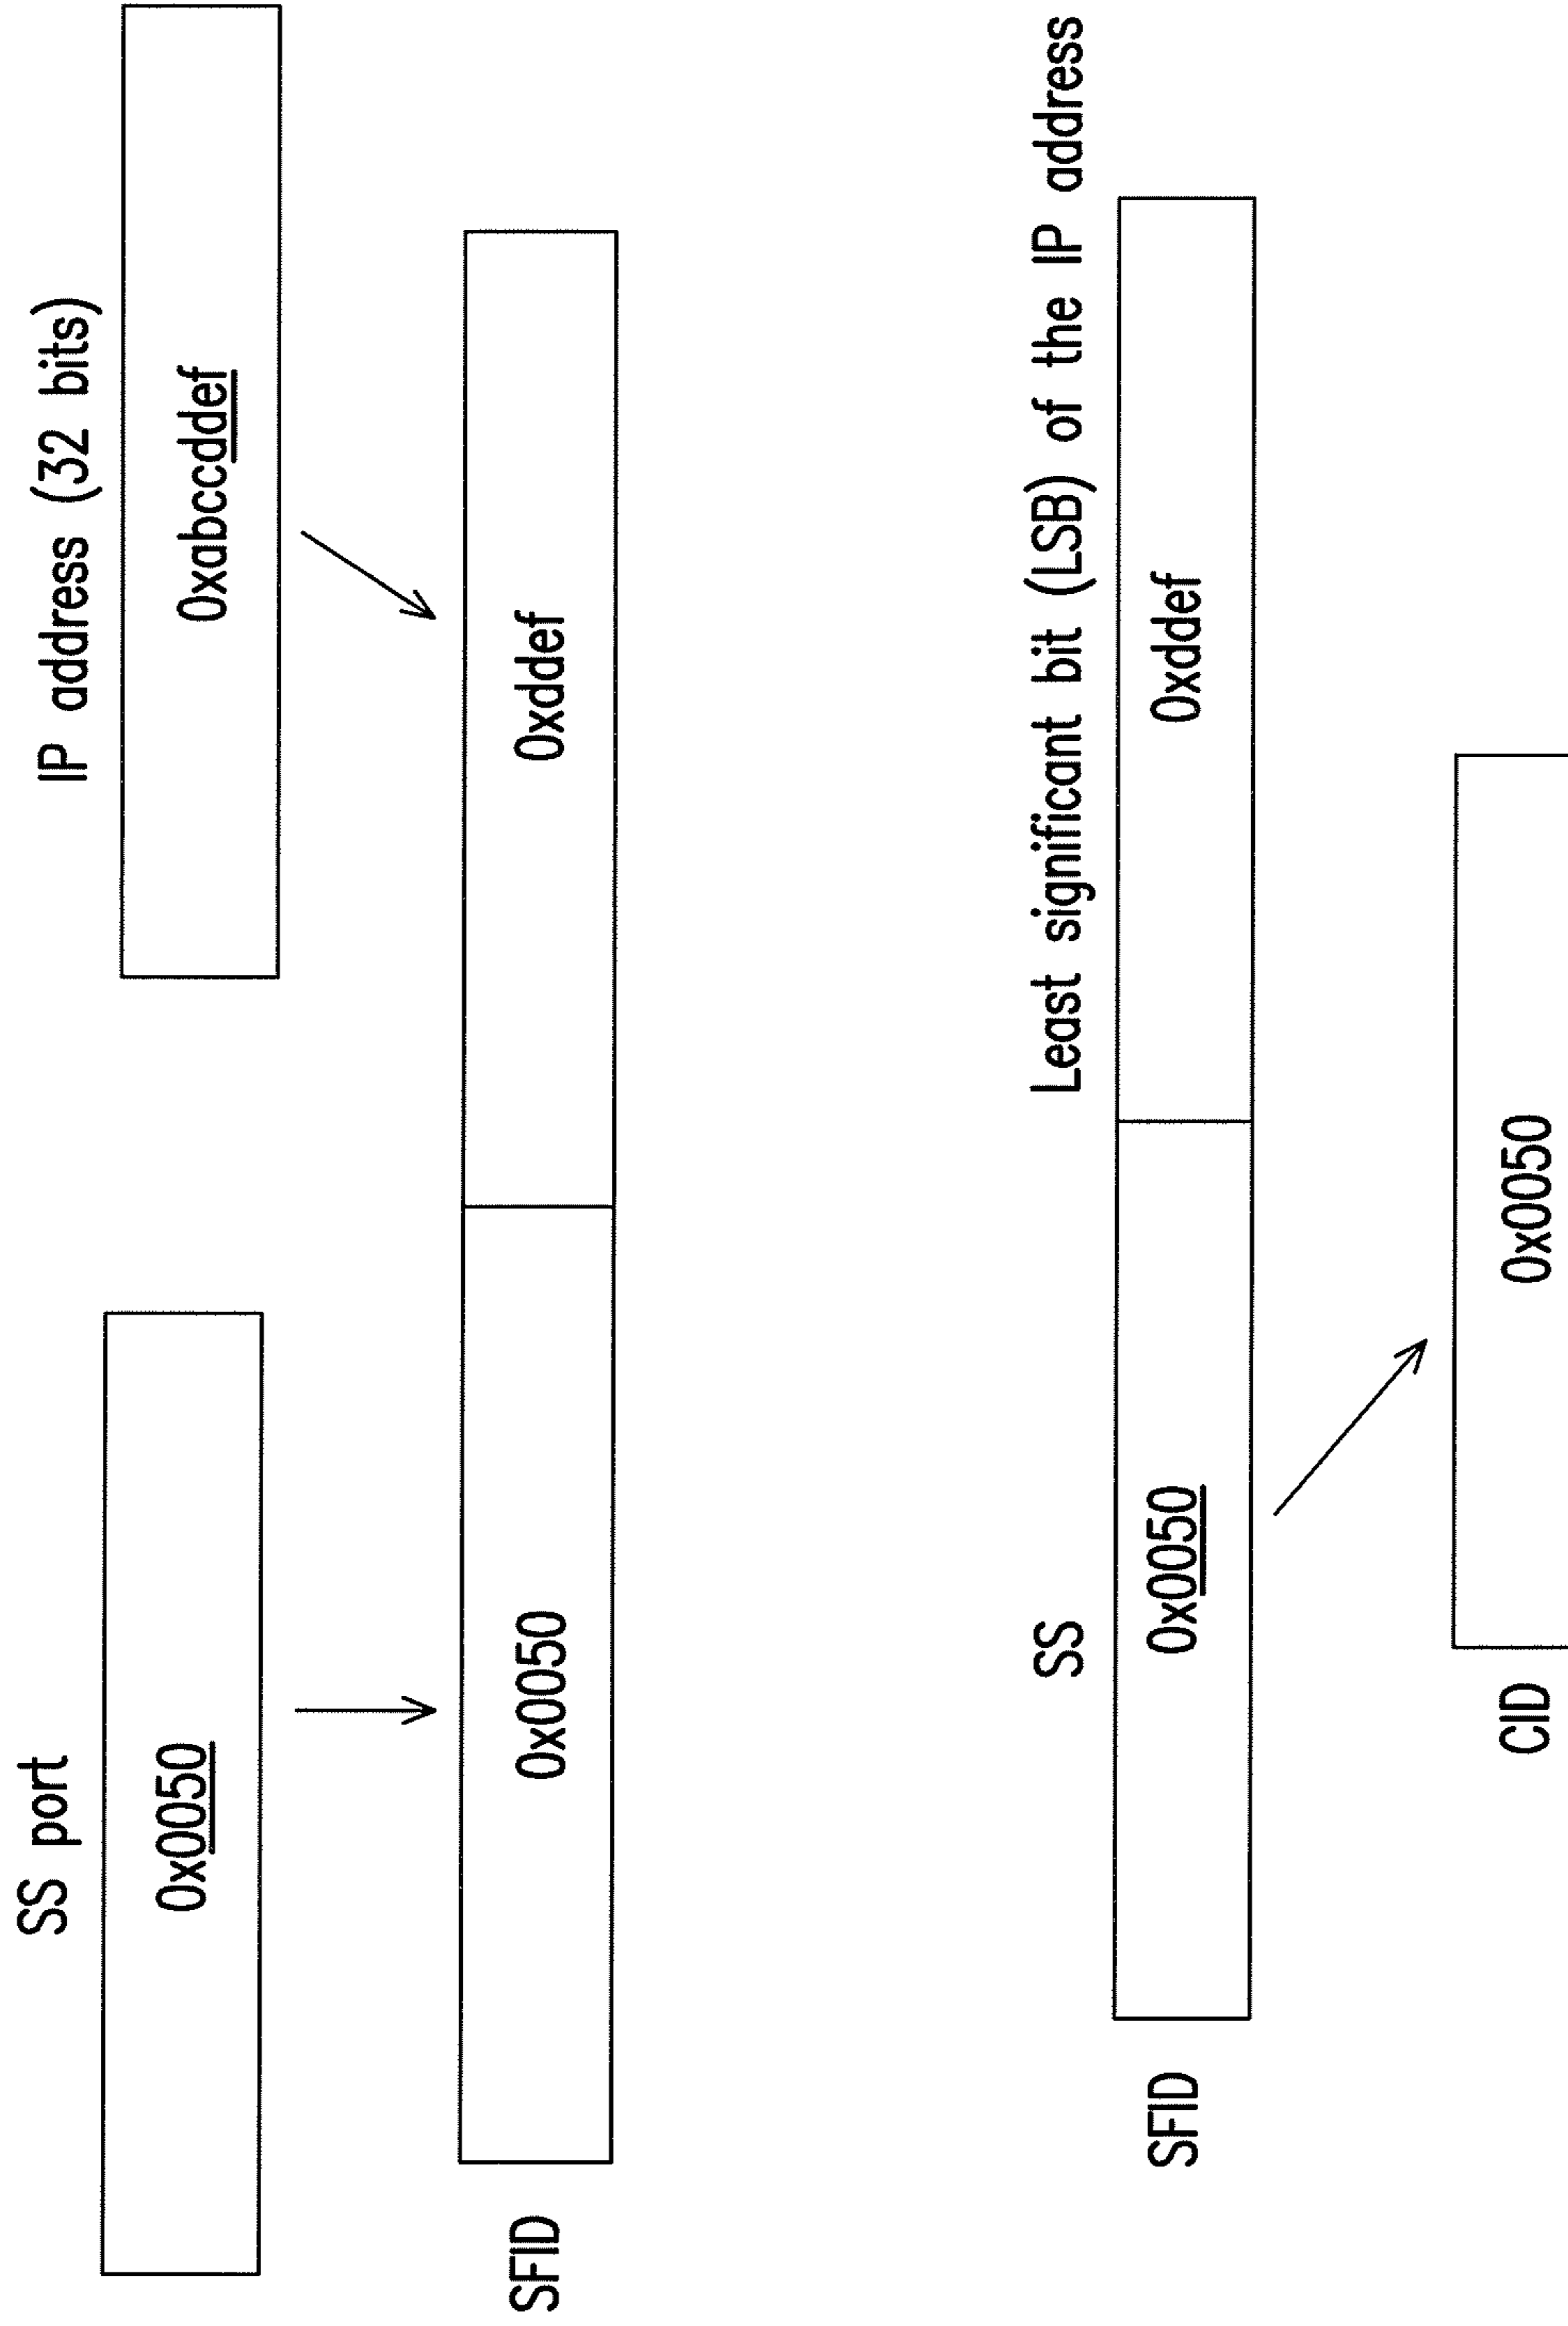 SS port
IP address (32 bits)
0x0050
0xabccddef
SFID
0x0050
0xddef
SS
Least significant bit (LSB) of the IP address
SFID
0x0050
0xddef
CID
0x0050